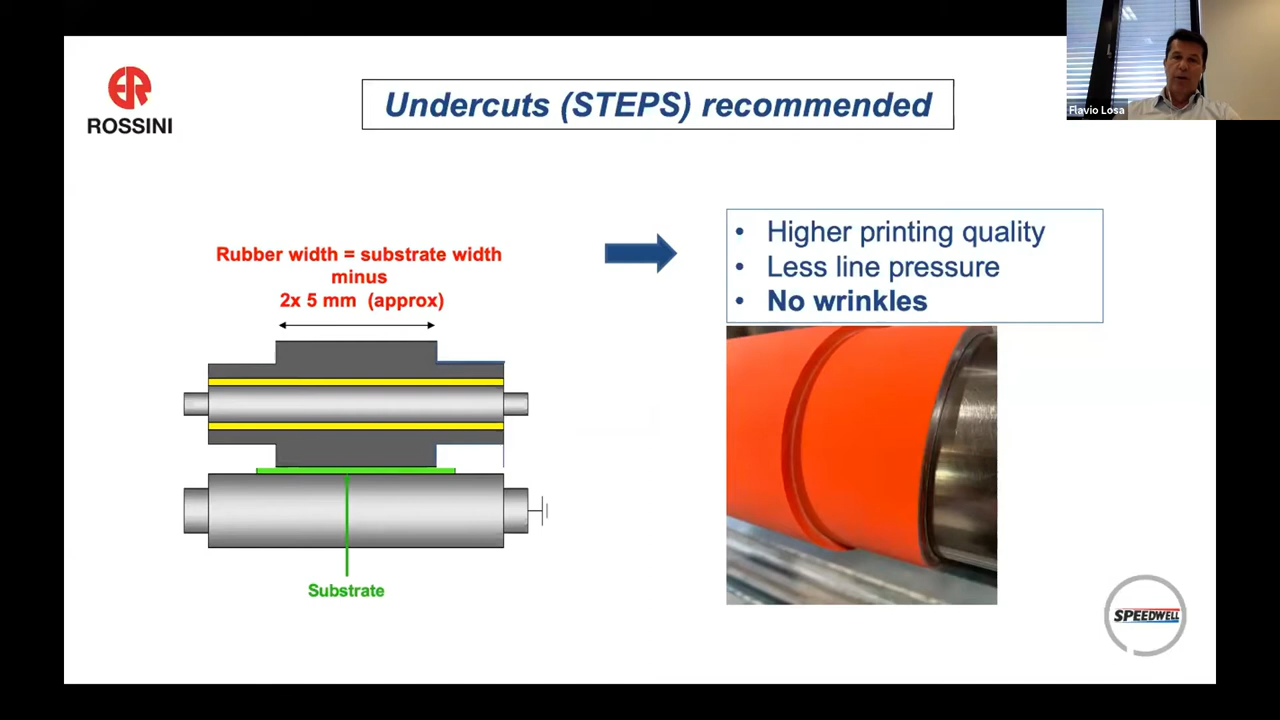 Flavio Losa
ROSSINI
Undercuts (STEPS) recommended
Rubber width = substrate width
minus
2x 5 mm (approx)
• Higher printing quality
• Less line pressure
• No wrinkles
Substrate
SPEEDWELL